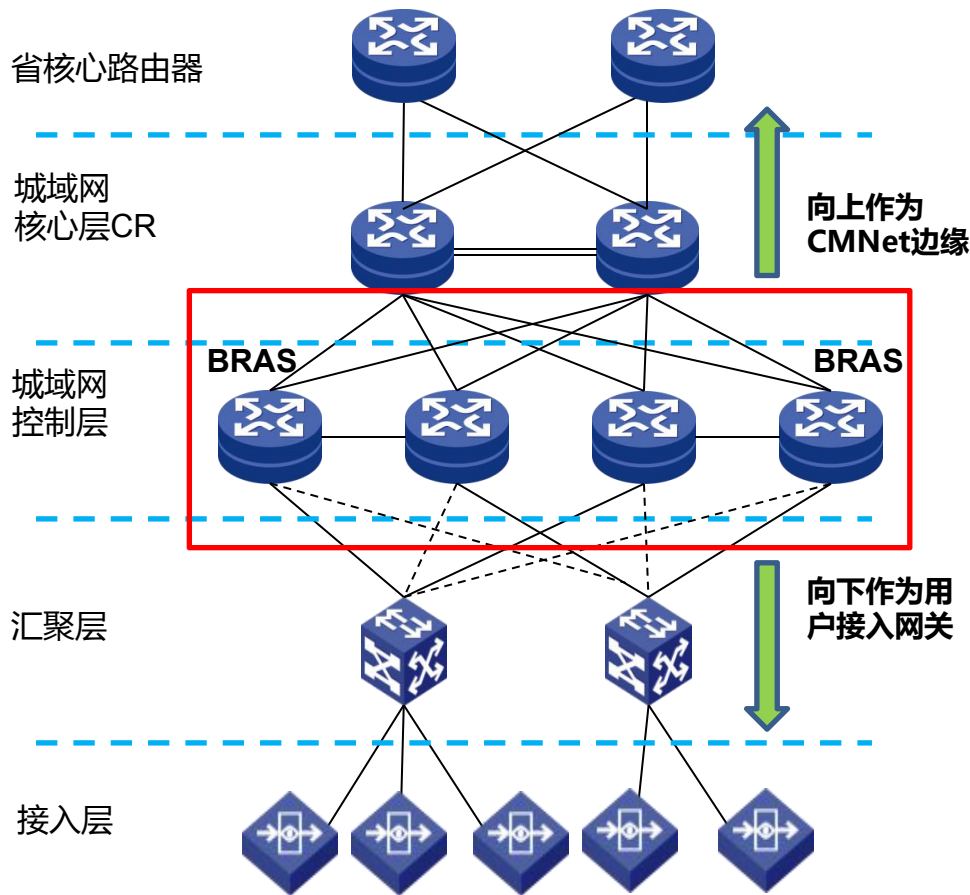 省核心路由器
城域网
核心层CR
向上作为
CMNet边缘
BRAS
BRAS
城域网
控制层
汇聚层
向下作为用
户接入网关
接入层